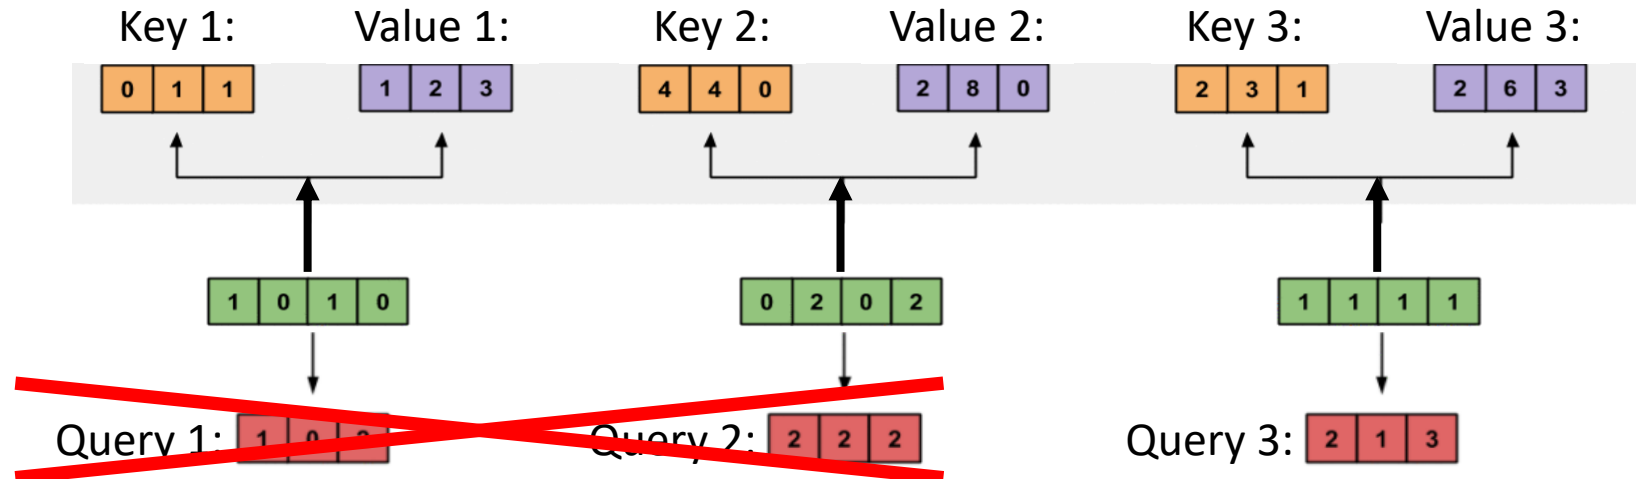 Key 1: Value 1: Key 2: Value 2: Key 3: Value 3:
0 1 1 1 2 3 4 4 0 2 8 0 2 3 1 2 6 3
1 0 1 0 0 2 0 2 1 1 1 1
Query 1: 1 0 Query 2: 2 2 2 Query 3: 2 1 3